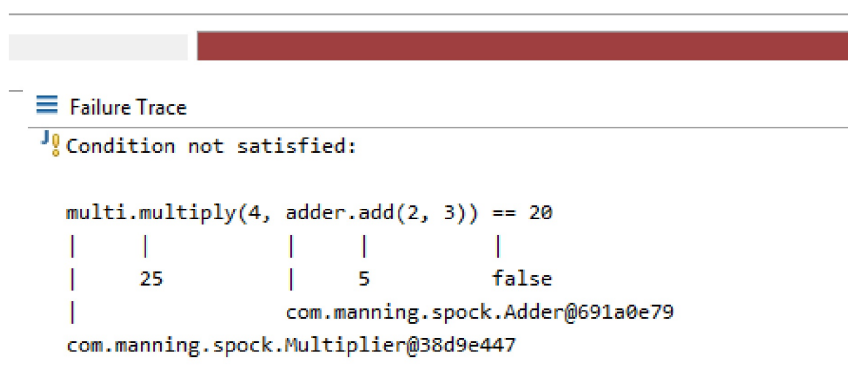 Failure Trace
Condition not satisfied:
multi.multiply(4, adder.add(2, 3)) == 20
|     |            |     |           |
|     25           |     5           false
|                  com.manning.spock.Adder@691a0e79
com.manning.spock.Multiplier@38d9e447